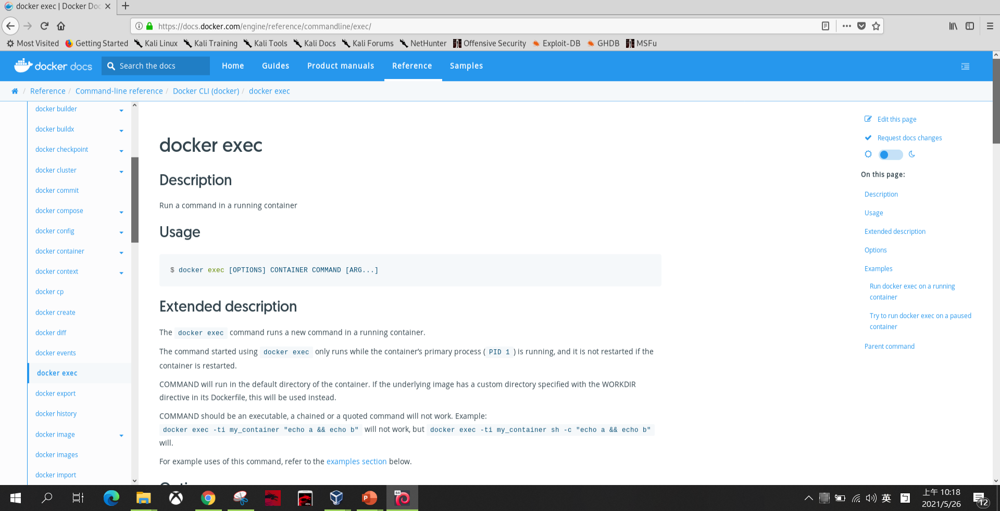 docker exec | Docker Doc
https://docs.docker.com/engine/reference/commandline/exec/
Most Visited Getting Started Kali Linux Kali Training Kali Tools Kali Docs Kali Forums NetHunter Offensive Security Exploit-DB GHDB MSFu
docker docs Search the docs Home Guides Product manuals Reference Samples
/ Reference / Command-line reference / Docker CLI (docker) / docker exec
docker builder
docker buildx
docker checkpoint
docker cluster
docker commit
docker compose
docker config
docker container
docker context
docker cp
docker create
docker diff
docker events
docker exec
docker export
docker history
docker image
docker images
docker import
docker exec
Description
Run a command in a running container
Usage
$ docker exec [OPTIONS] CONTAINER COMMAND [ARG...]
Extended description
The docker exec command runs a new command in a running container.
The command started using docker exec only runs while the container’s primary process ( PID 1 ) is running, and it is not restarted if the
container is restarted.
COMMAND will run in the default directory of the container. If the underlying image has a custom directory specified with the WORKDIR
directive in its Dockerfile, this will be used instead.
COMMAND should be an executable, a chained or a quoted command will not work. Example:
docker exec -ti my_container "echo a && echo b" will not work, but docker exec -ti my_container sh -c "echo a && echo b"
will.
For example uses of this command, refer to the examples section below.
Edit this page
Request docs changes
On this page:
Description
Usage
Extended description
Options
Examples
Run docker exec on a running
container
Try to run docker exec on a paused
container
Parent command
64
英
上午 10:18
2021/5/26
12